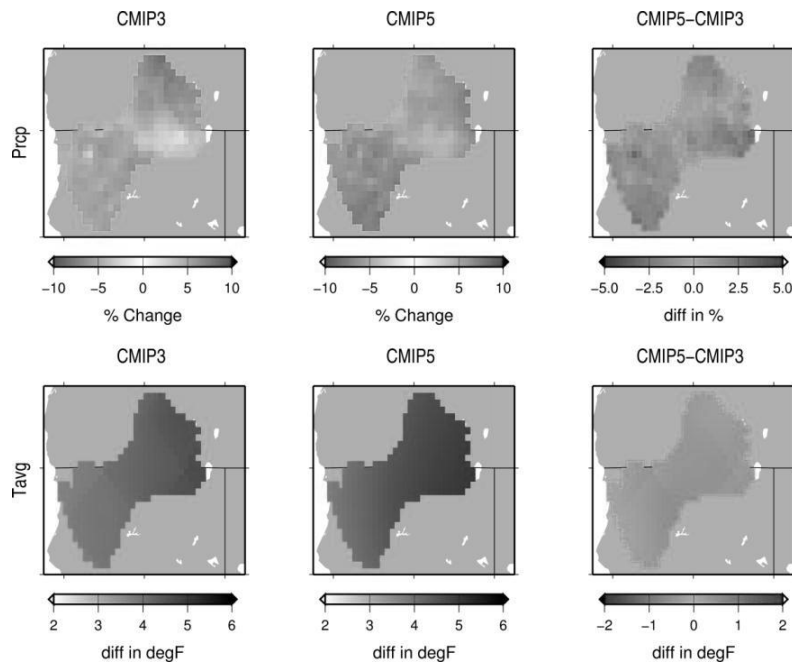 CMIP3 CMIP5 CMIP5-CMIP3
Prcp
−10 −5 0 5 10 −10 −5 0 5 10 −5.0 −2.5 0.0 2.5 5.0
% Change % Change diff in %
CMIP3 CMIP5 CMIP5-CMIP3
Tavg
2 3 4 5 6 2 3 4 5 6 −2 −1 0 1 2
diff in degF diff in degF diff in degF